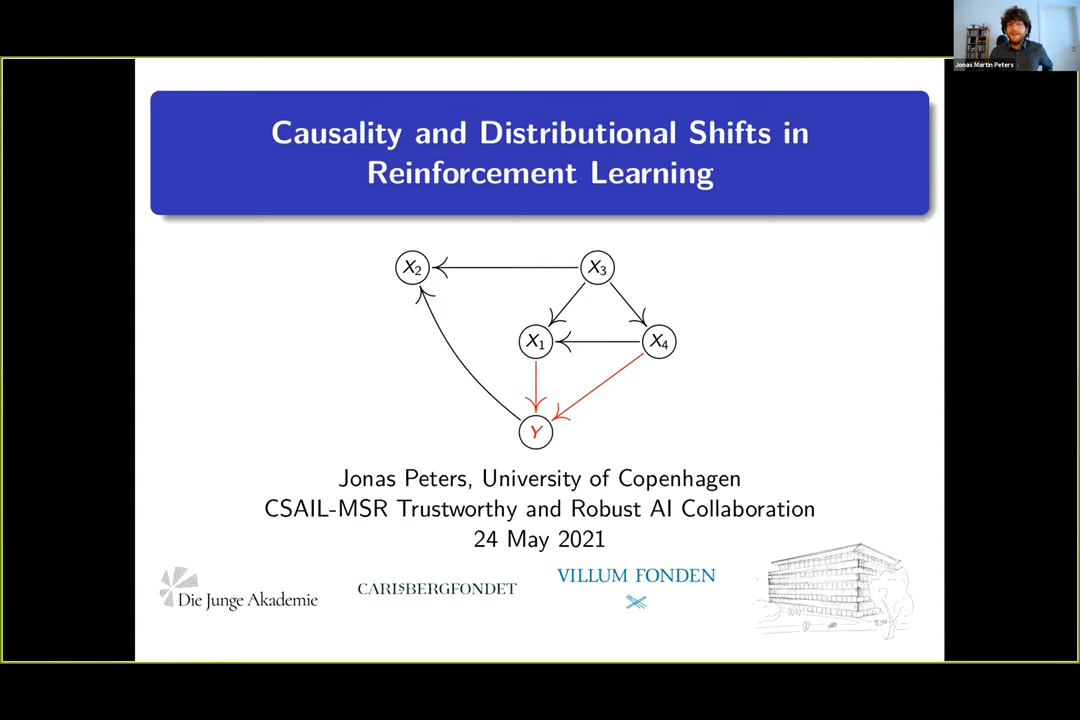 Jonas Martin Peters
Causality and Distributional Shifts in
Reinforcement Learning
X2
X3
X1
X4
Y
Jonas Peters, University of Copenhagen
CSAIL-MSR Trustworthy and Robust AI Collaboration
24 May 2021
Die Junge Akademie
CARLSBERGFONDET
VILLUM FONDEN